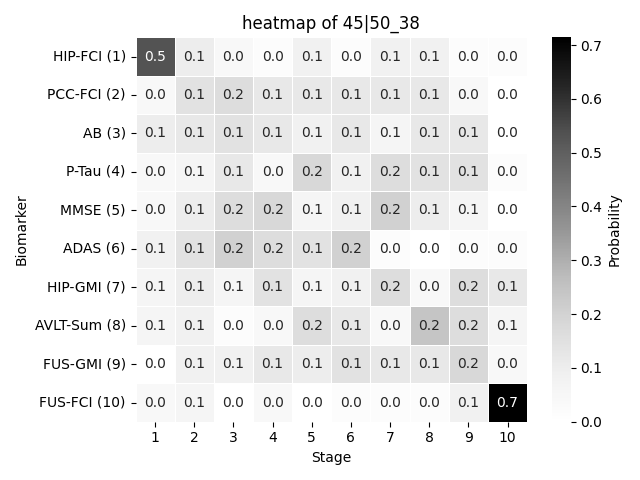 heatmap of 45|50_38
HIP-FCI (1) 0.5 0.1 0.0 0.0 0.1 0.0 0.1 0.1 0.0 0.0
PCC-FCI (2) 0.0 0.1 0.2 0.1 0.1 0.1 0.1 0.1 0.0 0.0
AB (3) 0.1 0.1 0.1 0.1 0.1 0.1 0.1 0.1 0.1 0.0
P-Tau (4) 0.0 0.1 0.1 0.0 0.2 0.1 0.2 0.1 0.1 0.0
MMSE (5) 0.0 0.1 0.2 0.2 0.1 0.1 0.2 0.1 0.1 0.0
ADAS (6) 0.1 0.1 0.2 0.2 0.1 0.2 0.0 0.0 0.0 0.0
HIP-GMI (7) 0.1 0.1 0.1 0.1 0.1 0.1 0.2 0.0 0.2 0.1
AVLT-Sum (8) 0.1 0.1 0.0 0.0 0.2 0.1 0.0 0.2 0.2 0.1
FUS-GMI (9) 0.0 0.1 0.1 0.1 0.1 0.1 0.1 0.1 0.2 0.0
FUS-FCI (10) 0.0 0.1 0.0 0.0 0.0 0.0 0.0 0.0 0.1 0.7
1 2 3 4 5 6 7 8 9 10
Stage
Biomarker
0.7
0.6
0.5
0.4
0.3
0.2
0.1
0.0
Probability